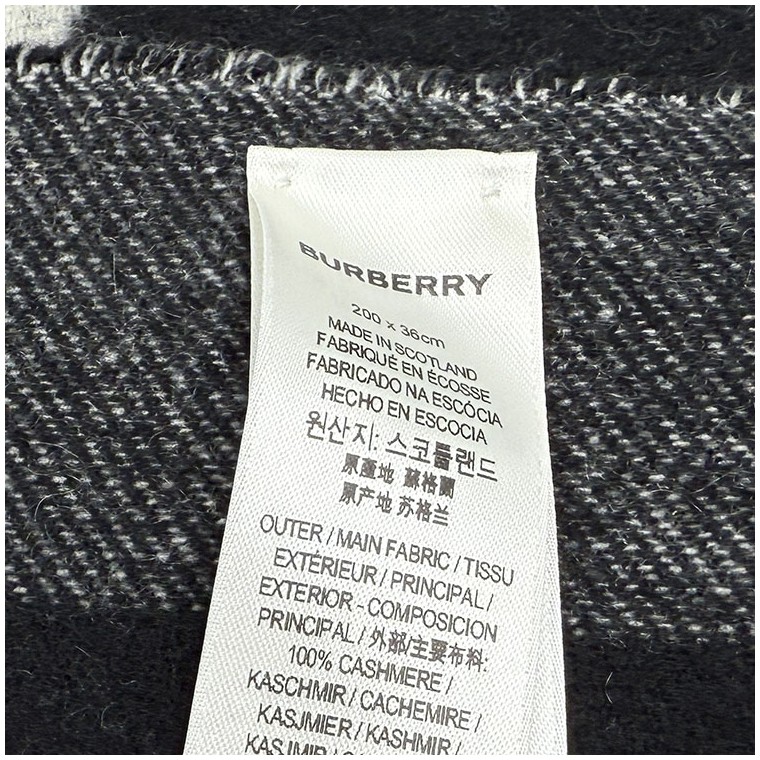 BURBERRY
200 x 36cm
MADE IN SCOTLAND
FABRIQUÉ EN ÉCOSSE
FABRICADO NA ESCÓCIA
HECHO EN ESCOCIA
원산지: 스코틀랜드
原產地 蘇格蘭
原产地 苏格兰
OUTER / MAIN FABRIC / TISSU
EXTÉRIEUR / PRINCIPAL /
EXTERIOR - COMPOSICION
PRINCIPAL / 外部/主要布料:
100% CASHMERE /
KASCHMIR / CACHEMIRE /
KASJMIER / KASHMIR /